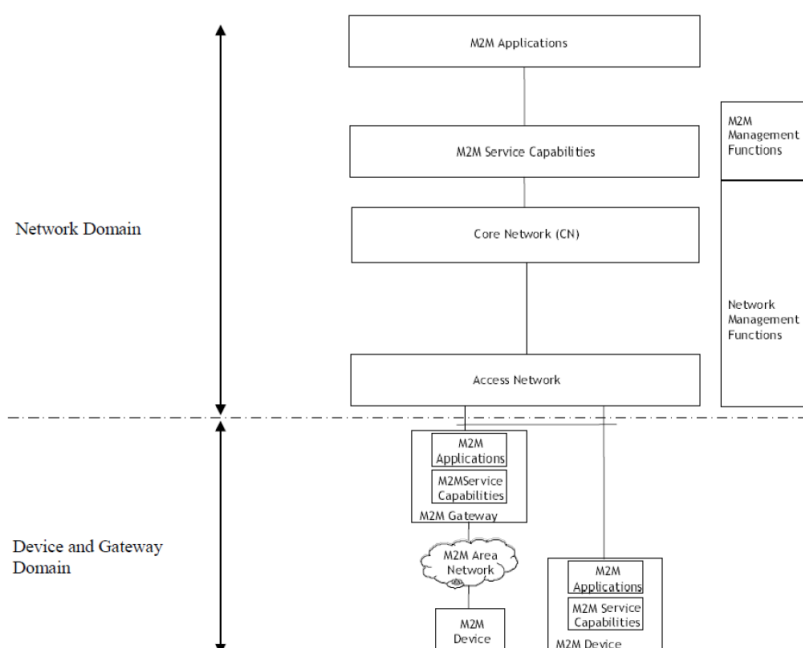 M2M Applications
M2M
Management
Functions
M2M Service Capabilities
Network Domain
Core Network (CN)
Network
Management
Functions
Access Network
M2M
Applications
M2MService
Capabilities
M2M Gateway
Device and Gateway
Domain
M2M Area
Network
M2M
Applications
M2M Service
Capabilities
M2M Device
M2M
Device